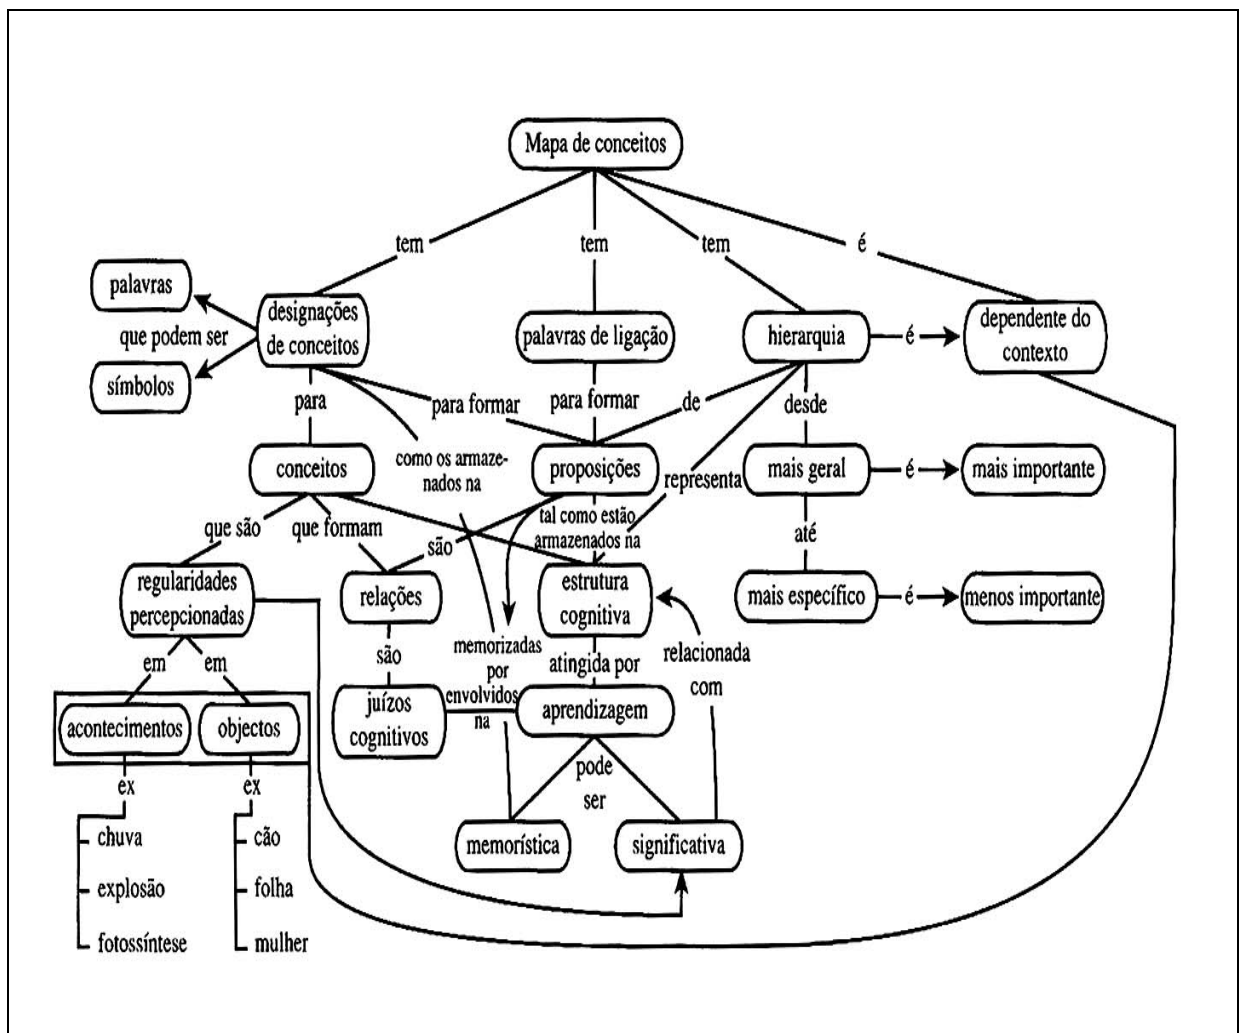 Mapa de conceitos
tem
tem
tem
é
palavras
que podem ser
símbolos
designações
de conceitos
palavras de ligação
hierarquia
é
dependente do
contexto
para
para formar
para formar
de
desde
conceitos
como os armaze-
nados na
proposições
representa
mais geral
é
mais importante
que são
que formam
são
tal como estão
armazenados na
até
regularidades
percepcionadas
relações
estrutura
cognitiva
mais específico
é
menos importante
em
em
são
memorizadas
por
atingida por
relacionada
com
envolvidos
na
acontecimentos
objectos
juízos
cognitivos
aprendizagem
ex
ex
pode
ser
chuva
cão
memorística
significativa
explosão
folha
fotossíntese
mulher